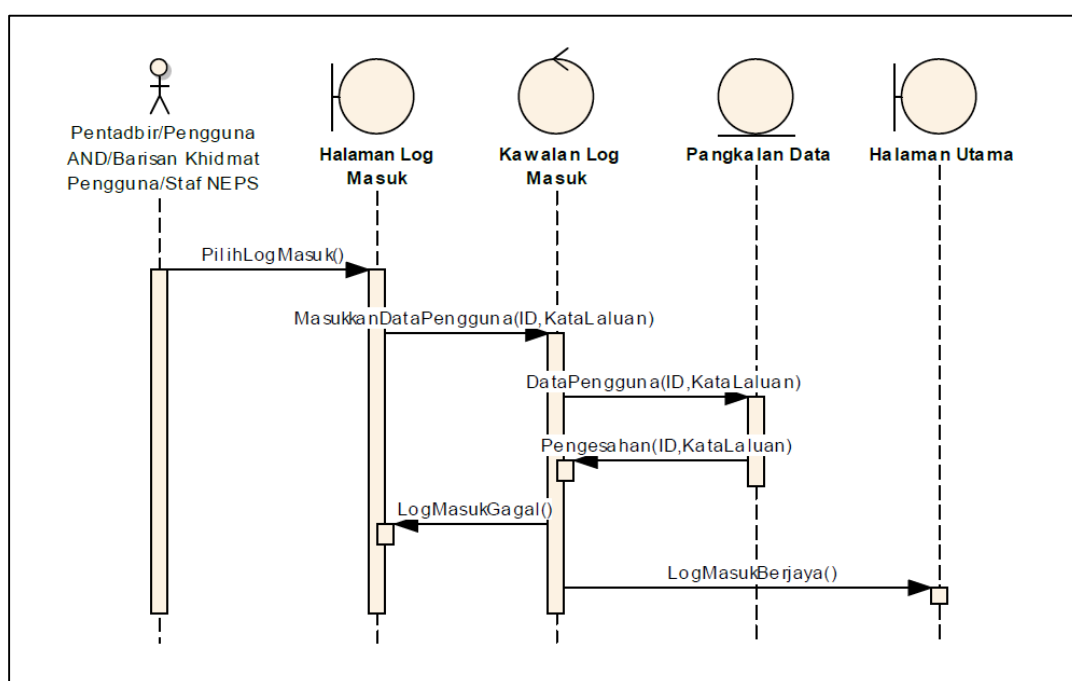 Pentadbir/Pengguna
AND/Barisan Khidmat
Pengguna/Staf NEPS
Halaman Log
Masuk
Kawalan Log
Masuk
Pangkalan Data
Halaman Utama
PilihLogMasuk()
MasukkanDataPengguna(ID,KataLaluan)
DataPengguna(ID,KataLaluan)
Pengesahan(ID,KataLaluan)
LogMasukGagal()
LogMasukBerjaya()